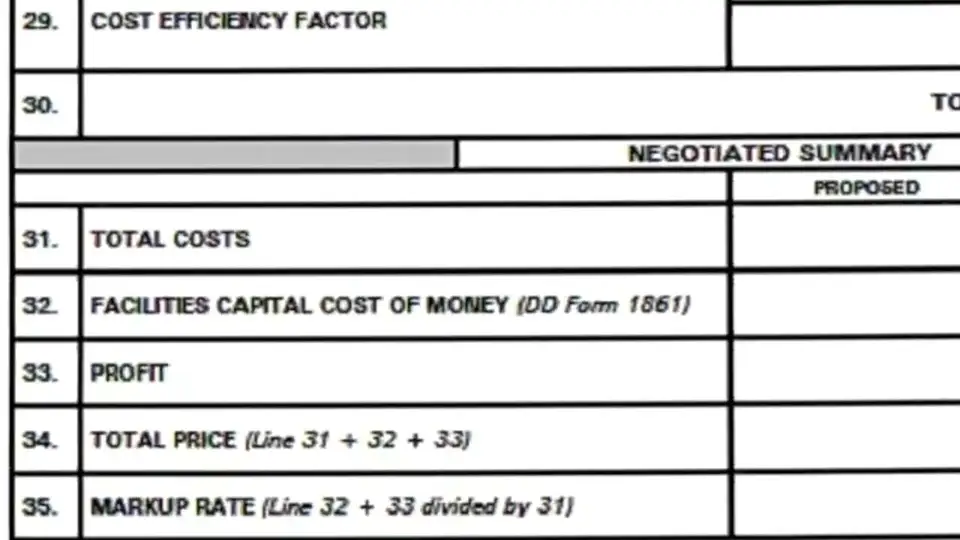 29. COST EFFICIENCY FACTOR
30.
NEGOTIATED SUMMARY
PROPOSED
31. TOTAL COSTS
32. FACILITIES CAPITAL COST OF MONEY (DD Form 1861)
33. PROFIT
34. TOTAL PRICE (Line 31 + 32 + 33)
35. MARKUP RATE (Line 32 + 33 divided by 31)